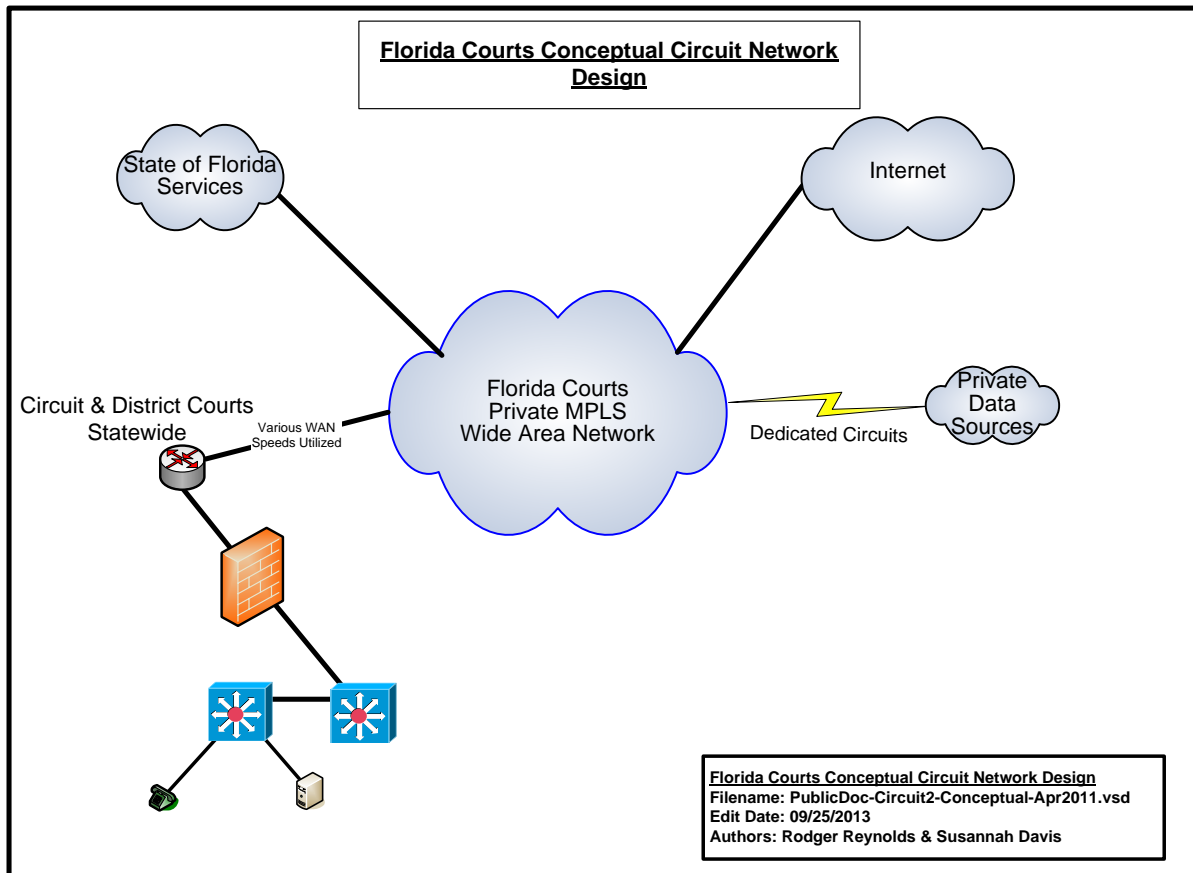 Florida Courts Conceptual Circuit Network
Design
State of Florida
Services
Internet
Florida Courts
Private MPLS
Wide Area Network
Private
Data
Sources
Dedicated Circuits
Circuit & District Courts
Statewide
Various WAN
Speeds Utilized
Florida Courts Conceptual Circuit Network Design
Filename: PublicDoc-Circuit2-Conceptual-Apr2011.vsd
Edit Date: 09/25/2013
Authors: Rodger Reynolds & Susannah Davis